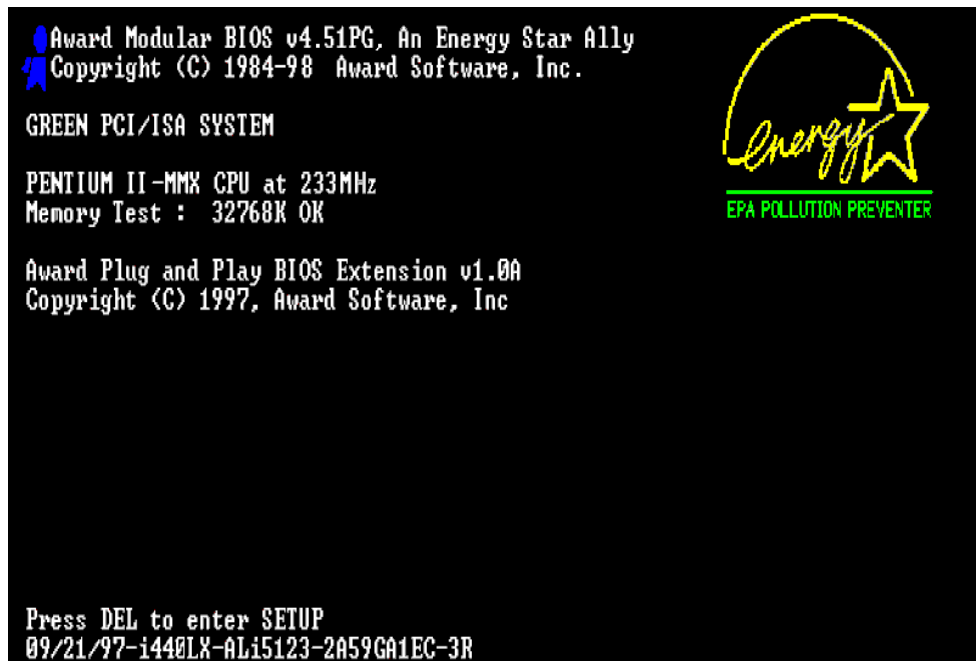 Award Modular BIOS v4.51PG, An Energy Star Ally
Copyright (C) 1984-98 Award Software, Inc.
GREEN PCI/ISA SYSTEM
PENTIUM II-MMX CPU at 233MHz
Memory Test : 32768K OK
energy
EPA POLLUTION PREVENTER
Award Plug and Play BIOS Extension v1.0A
Copyright (C) 1997, Award Software, Inc
Press DEL to enter SETUP
09/21/97-i440LX-ALi5123-2A59GA1EC-3R